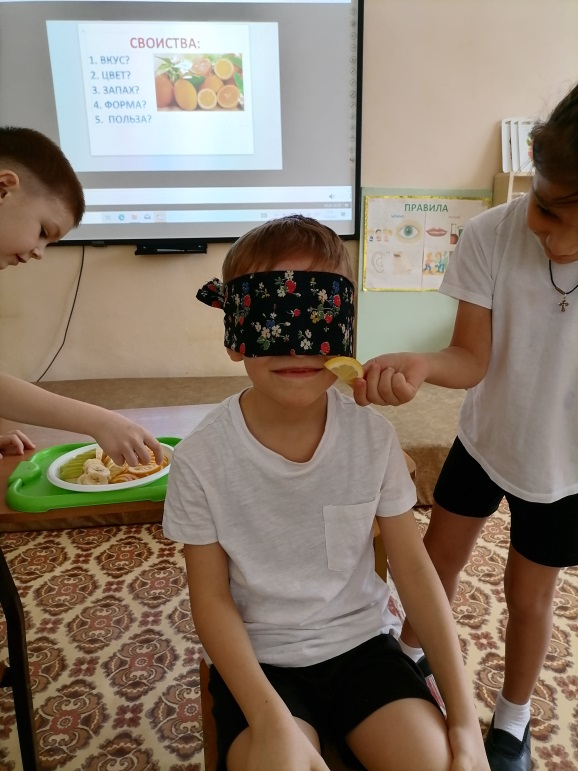 СВОЙСТВА:
1. ВКУС?
2. ЦВЕТ?
3. ЗАПАХ?
4. ФОРМА?
5. ПОЛЬЗА?
ПРАВИЛА